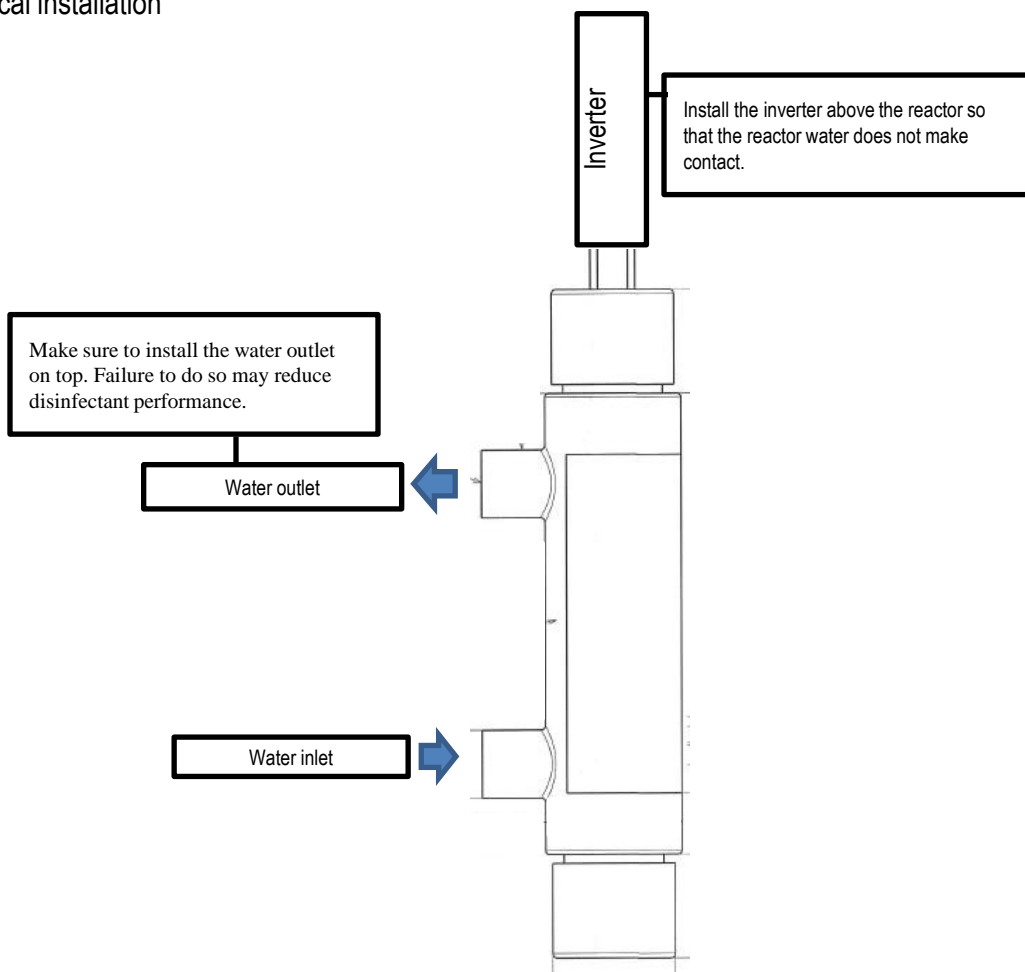 cal installation
Inverter
Install the inverter above the reactor so
that the reactor water does not make
contact.
Make sure to install the water outlet
on top. Failure to do so may reduce
disinfectant performance.
Water outlet
Water inlet